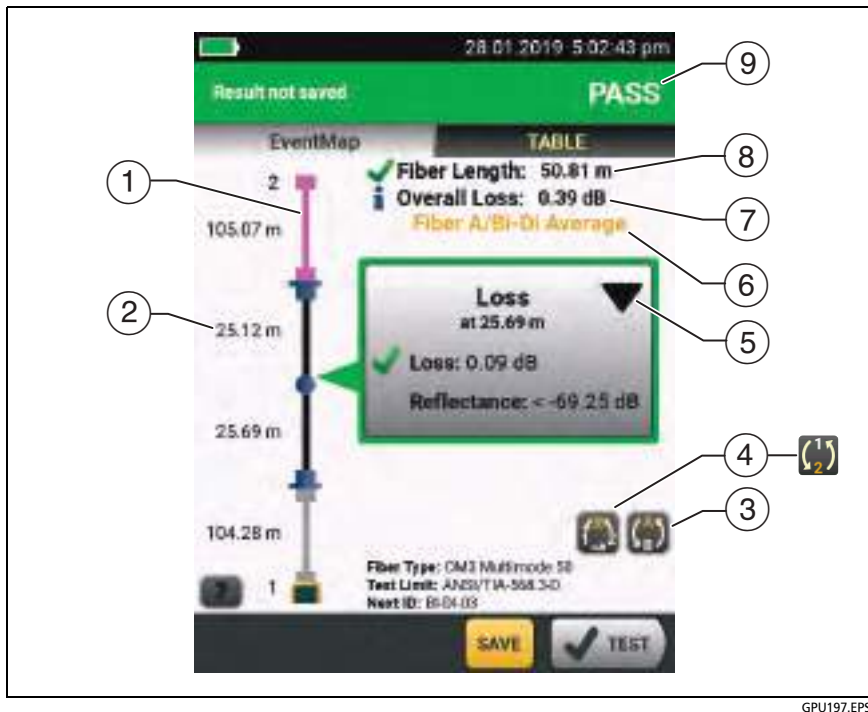 28 01 2019 5:02:43 pm
Result not saved
PASS
EventMap
TABLE
2
Fiber Length: 50.81 m
Overall Loss: 0.39 dB
Fiber A/Bi-Di Average
105.07 m
25.12 m
25.69 m
104.28 m
1
Loss
at 25.69 m
Loss: 0.09 dB
Reflectance: < -69.25 dB
Fiber Type: OM3 Multimode 50
Test Limit: ANSI/TIA-568.3-D
Next ID: BI-DI-03
?
SAVE
TEST
1
2
3
4
5
6
7
8
9
1
2
GPU197.EPS